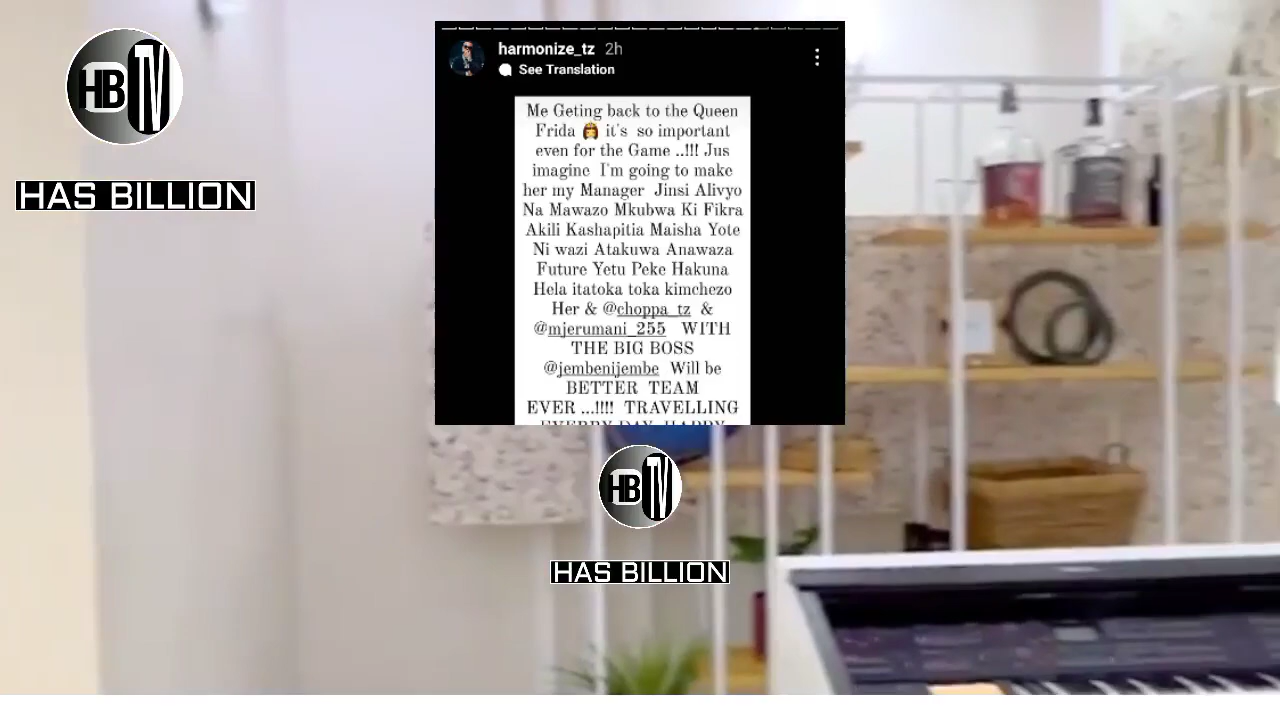 HB TV
HAS BILLION
harmonize_tz 2h
See Translation
Me Geting back to the Queen
Frida 👸 it's so important
even for the Game ..!!! Jus
imagine I'm going to make
her my Manager Jinsi Alivyo
Na Mawazo Mkubwa Ki Fikra
Akili Kashapitia Maisha Yote
Ni wazi Atakuwa Anawaza
Future Yetu Peke Hakuna
Hela itatoka toka kimchezo
Her & @choppa_tz &
@mjerumani_255 WITH
THE BIG BOSS
@jembenijembe Will be
BETTER TEAM
EVER ...!!!! TRAVELLING
HB TV
HAS BILLION